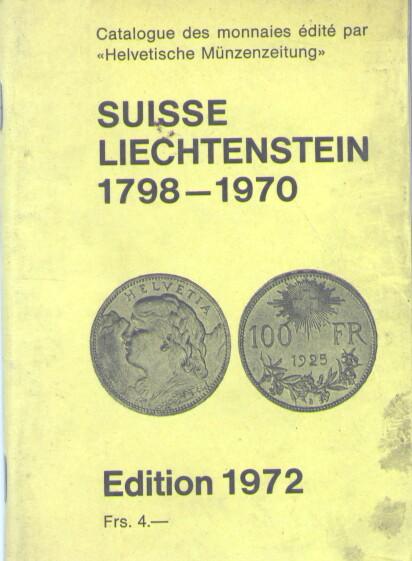 Catalogue des monnaies édité par
«Helvetische Münzenzeitung»
SUISSE
LIECHTENSTEIN
1798—1970
HELVETIA
100 FR
1925
B
Edition 1972
Frs. 4.—